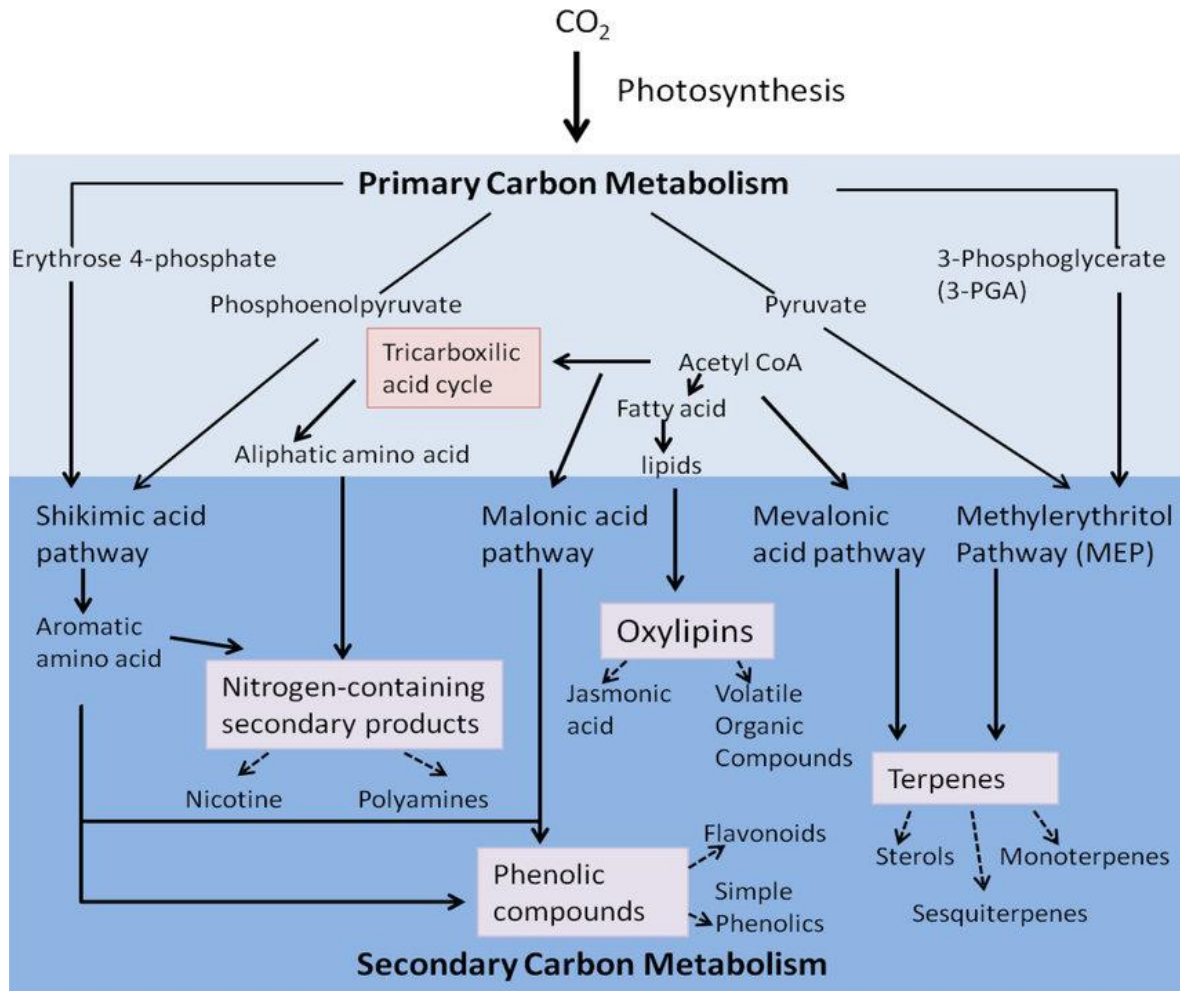 CO2
Photosynthesis
Primary Carbon Metabolism
Erythrose 4-phosphate
3-Phosphoglycerate
(3-PGA)
Phosphoenolpyruvate
Pyruvate
Tricarboxilic
acid cycle
Acetyl CoA
Fatty acid
Aliphatic amino acid
lipids
Shikimic acid
pathway
Malonic acid
pathway
Mevalonic
acid pathway
Methylerythritol
Pathway (MEP)
Aromatic
amino acid
Oxylipins
Nitrogen-containing
secondary products
Jasmonic
acid
Volatile
Organic
Compounds
Terpenes
Nicotine
Polyamines
Flavonoids
Sterols
Monoterpenes
Phenolic
compounds
Simple
Phenolics
Sesquiterpenes
Secondary Carbon Metabolism